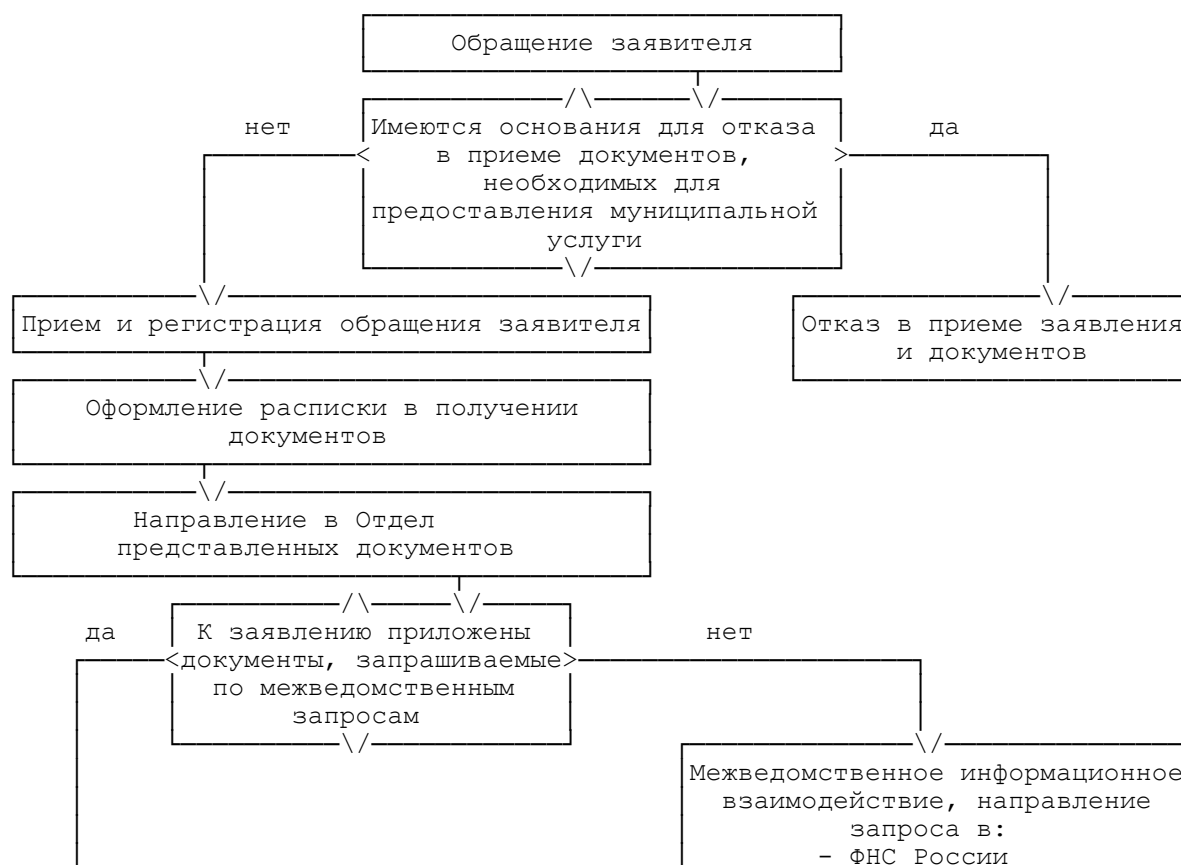 Обращение заявителя
нет
Имеются основания для отказа
да
в приеме документов,
необходимых для
предоставления муниципальной
услуги
Прием и регистрация обращения заявителя
Отказ в приеме заявления
и документов
Оформление расписки в получении
документов
Направление в Отдел
представленных документов
да
К заявлению приложены
нет
документы, запрашиваемые
по межведомственным
запросам
Межведомственное информационное
взаимодействие, направление
запроса в:
- ФНС России